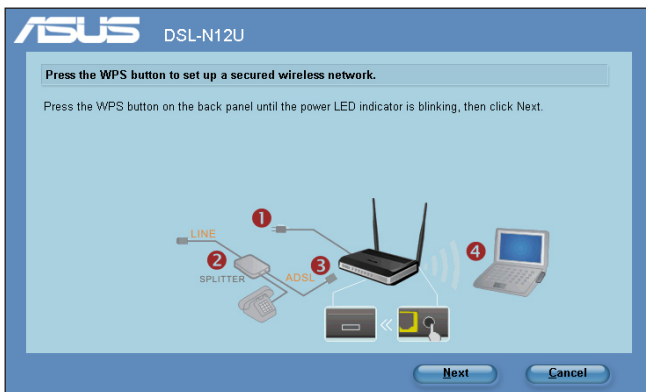 ASUS DSL-N12U
Press the WPS button to set up a secured wireless network.
Press the WPS button on the back panel until the power LED indicator is blinking, then click Next.
1
LINE
2
SPLITTER
3
ADSL
4
Next
Cancel